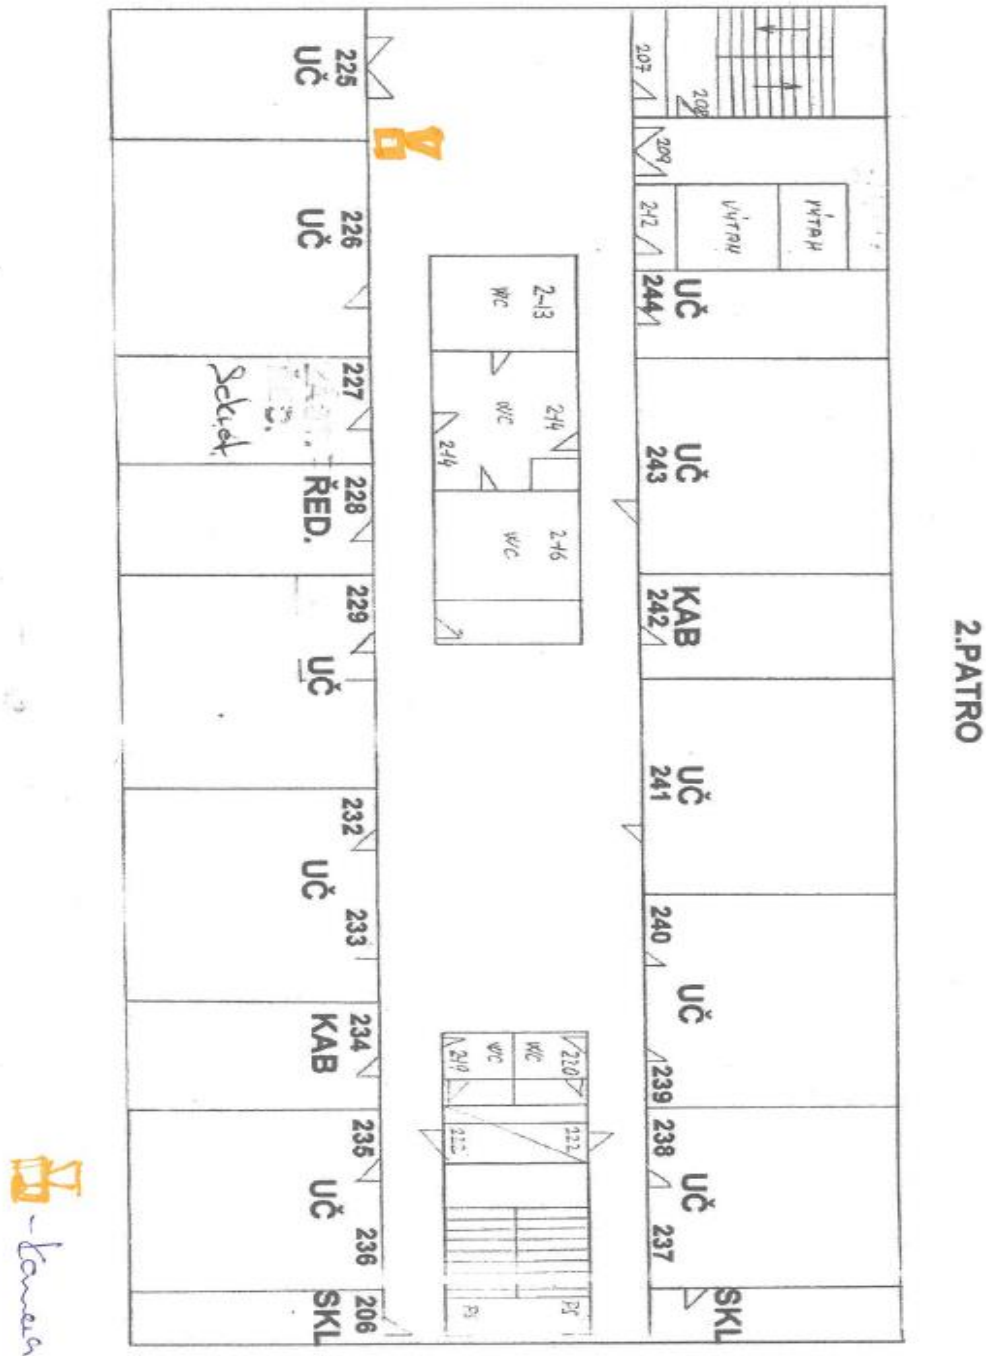 2.PATRO
207
208
209
212
VÝTAH
VÝTAH
244
UČ
243
UČ
242
KAB
241
UČ
240
UČ
239
238
UČ
237
SKL
2-13
WC
214
WC
214
216
WC
220
WC
WC
219
222
PS
PS
225
UČ
226
UČ
227
228
ŘED.
229
UČ
232
UČ
233
234
KAB
235
UČ
236
206
SKL
- kamera